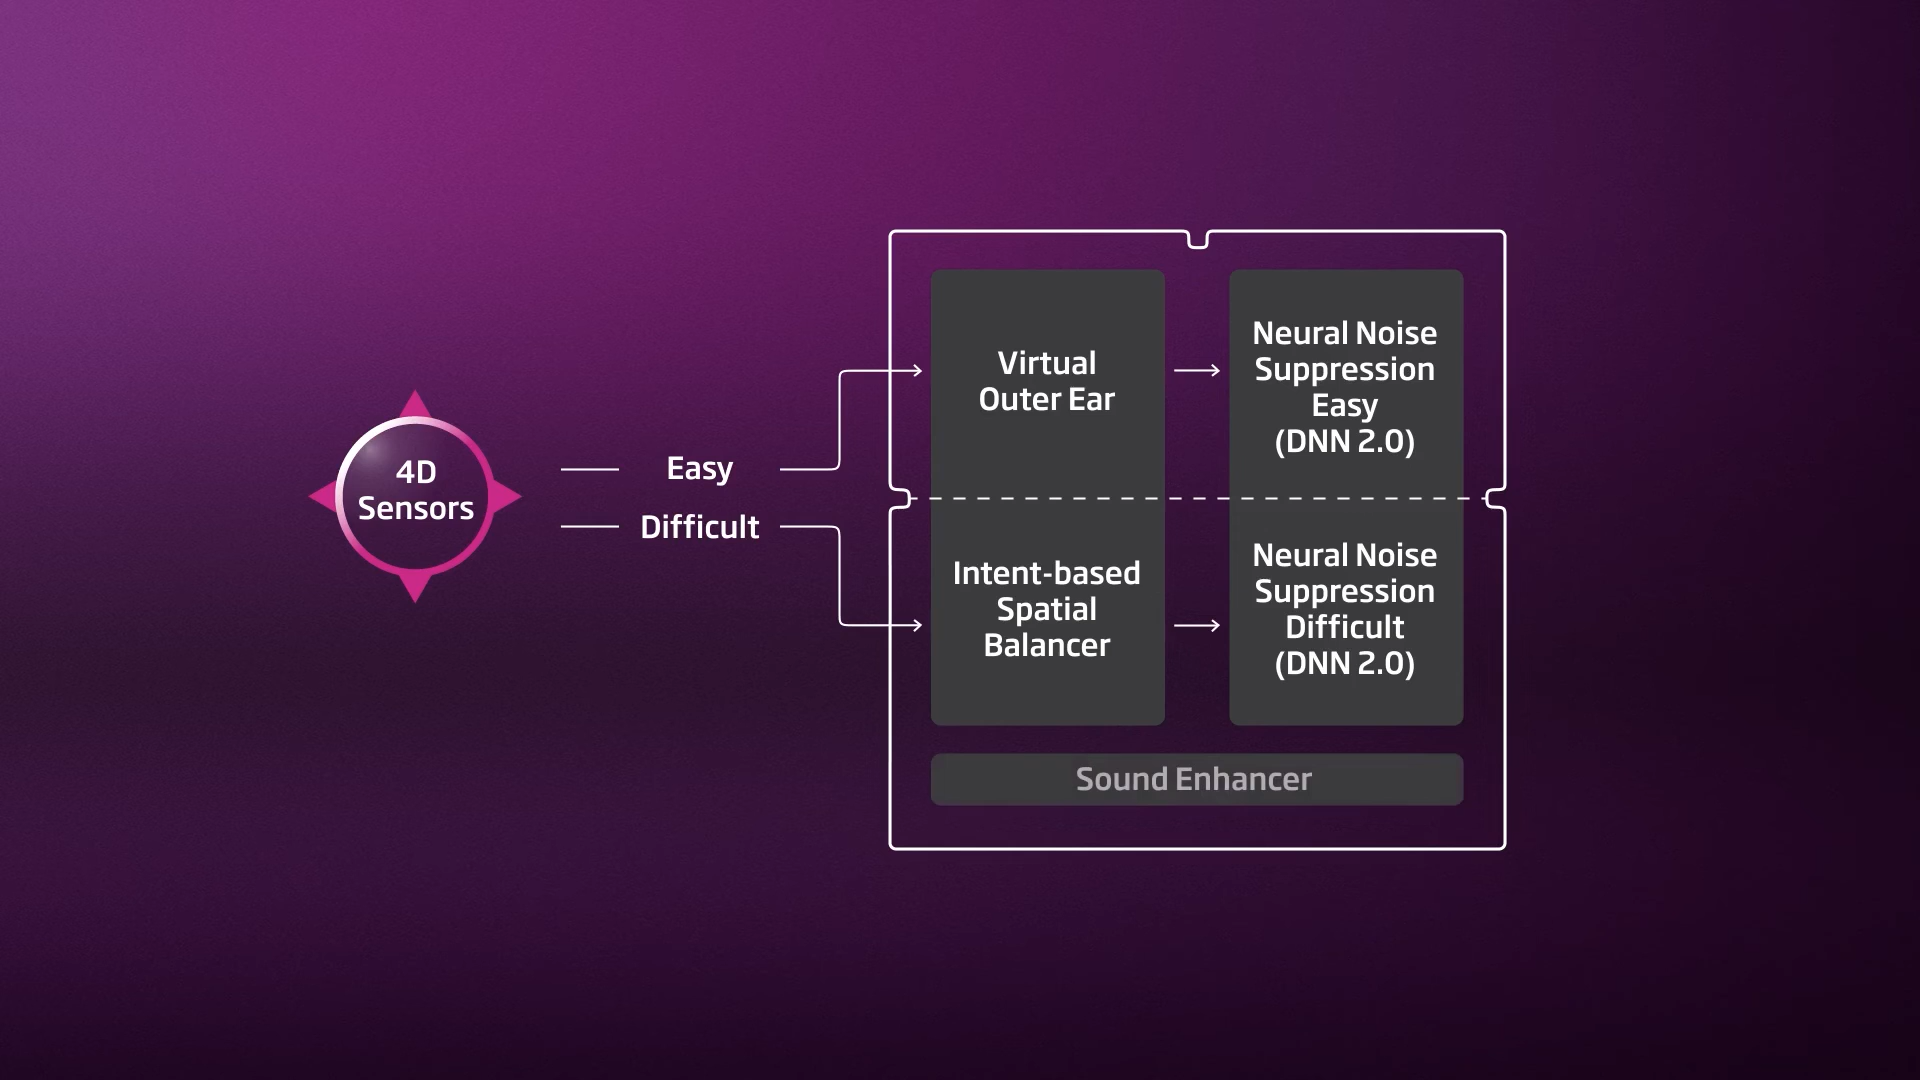 4D
Sensors
Easy
Difficult
Virtual
Outer Ear
Neural Noise
Suppression
Easy
(DNN 2.0)
Intent-based
Spatial
Balancer
Neural Noise
Suppression
Difficult
(DNN 2.0)
Sound Enhancer